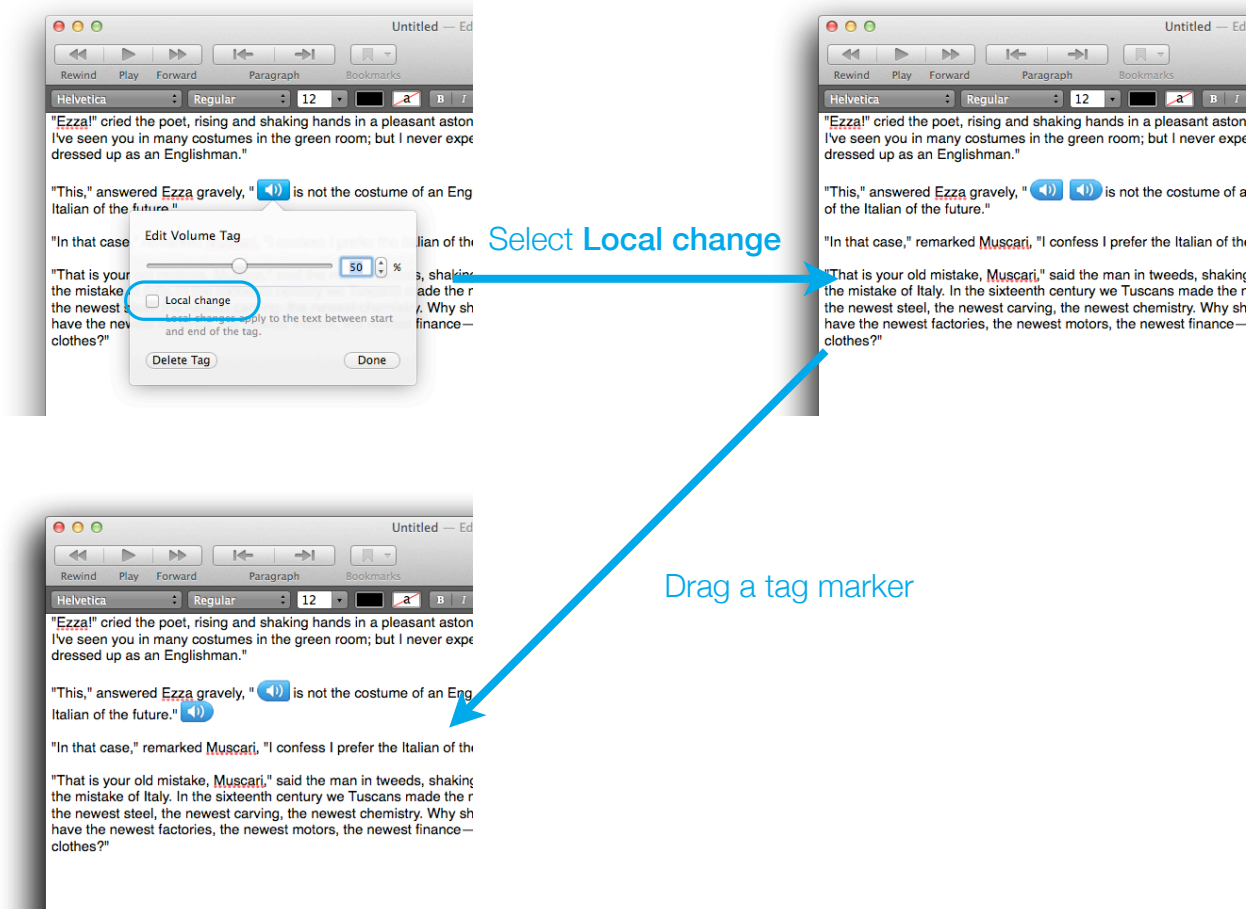 Untitled — Ed
Rewind Play Forward Paragraph Bookmarks
Helvetica Regular 12 a B I
"Ezza!" cried the poet, rising and shaking hands in a pleasant aston
I've seen you in many costumes in the green room; but I never expe
dressed up as an Englishman."
"This," answered Ezza gravely, " is not the costume of an Eng
Italian of the future."
"In that case
lian of the
"That is your
s, shaking
the mistake
ade the
the newest
. Why sh
have the new
finance—
clothes?"
Edit Volume Tag
50 %
Local change
Local changes apply to the text between start
and end of the tag.
Delete Tag Done
Select Local change
Untitled — Ed
Rewind Play Forward Paragraph Bookmarks
Helvetica Regular 12 a B I
"Ezza!" cried the poet, rising and shaking hands in a pleasant aston
I've seen you in many costumes in the green room; but I never expe
dressed up as an Englishman."
"This," answered Ezza gravely, " is not the costume of a
of the Italian of the future."
"In that case," remarked Muscari, "I confess I prefer the Italian of the
"That is your old mistake, Muscari," said the man in tweeds, shaking
the mistake of Italy. In the sixteenth century we Tuscans made the
the newest steel, the newest carving, the newest chemistry. Why sh
have the newest factories, the newest motors, the newest finance—
clothes?"
Drag a tag marker
Untitled — Ed
Rewind Play Forward Paragraph Bookmarks
Helvetica Regular 12 a B I
"Ezza!" cried the poet, rising and shaking hands in a pleasant aston
I've seen you in many costumes in the green room; but I never expe
dressed up as an Englishman."
"This," answered Ezza gravely, " is not the costume of an Eng
Italian of the future."
"In that case," remarked Muscari, "I confess I prefer the Italian of the
"That is your old mistake, Muscari," said the man in tweeds, shaking
the mistake of Italy. In the sixteenth century we Tuscans made the
the newest steel, the newest carving, the newest chemistry. Why sh
have the newest factories, the newest motors, the newest finance—
clothes?"